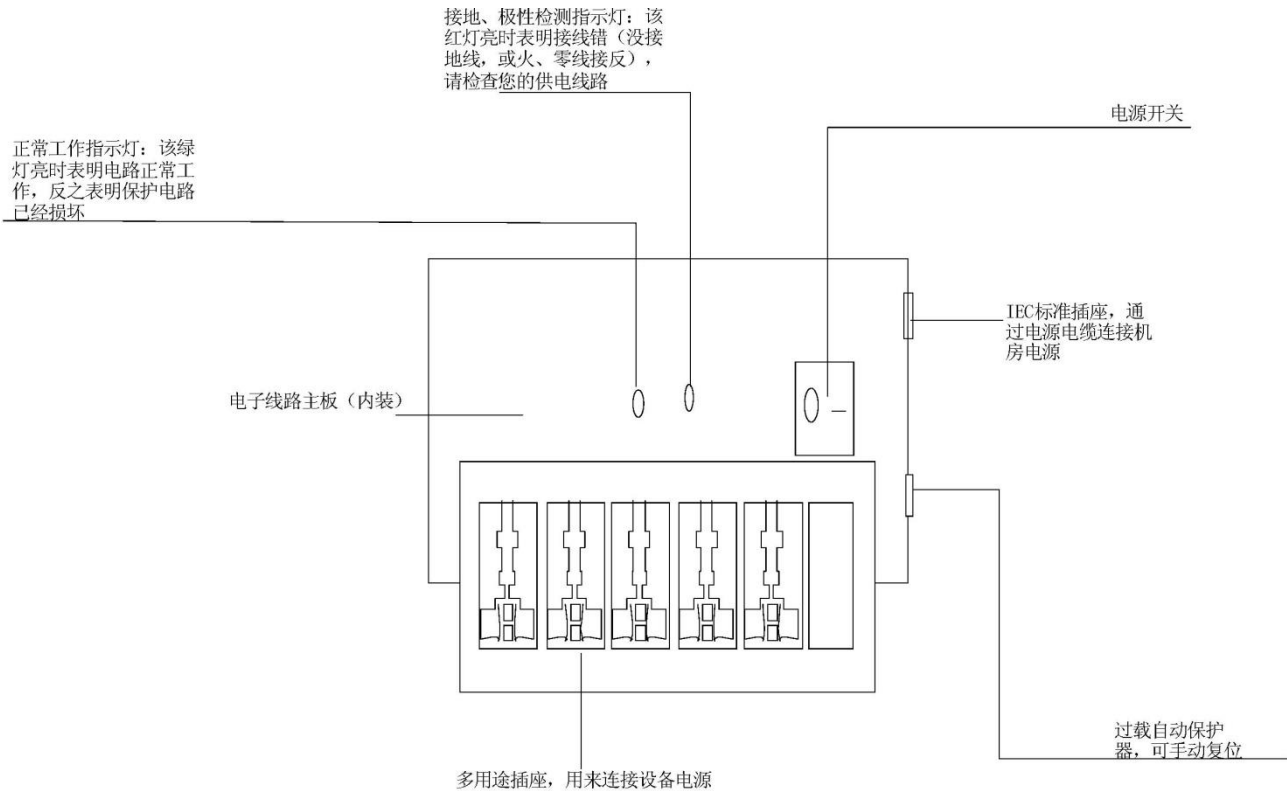 接地、极性检测指示灯：该
红灯亮时表明接线错（没接
地线，或火、零线接反），
请检查您的供电线路
电源开关
正常工作指示灯：该绿
灯亮时表明电路正常工
作，反之表明保护电路
已经损坏
IEC标准插座，通
过电源电缆连接机
房电源
电子线路主板（内装）
过载自动保护
器，可手动复位
多用途插座，用来连接设备电源